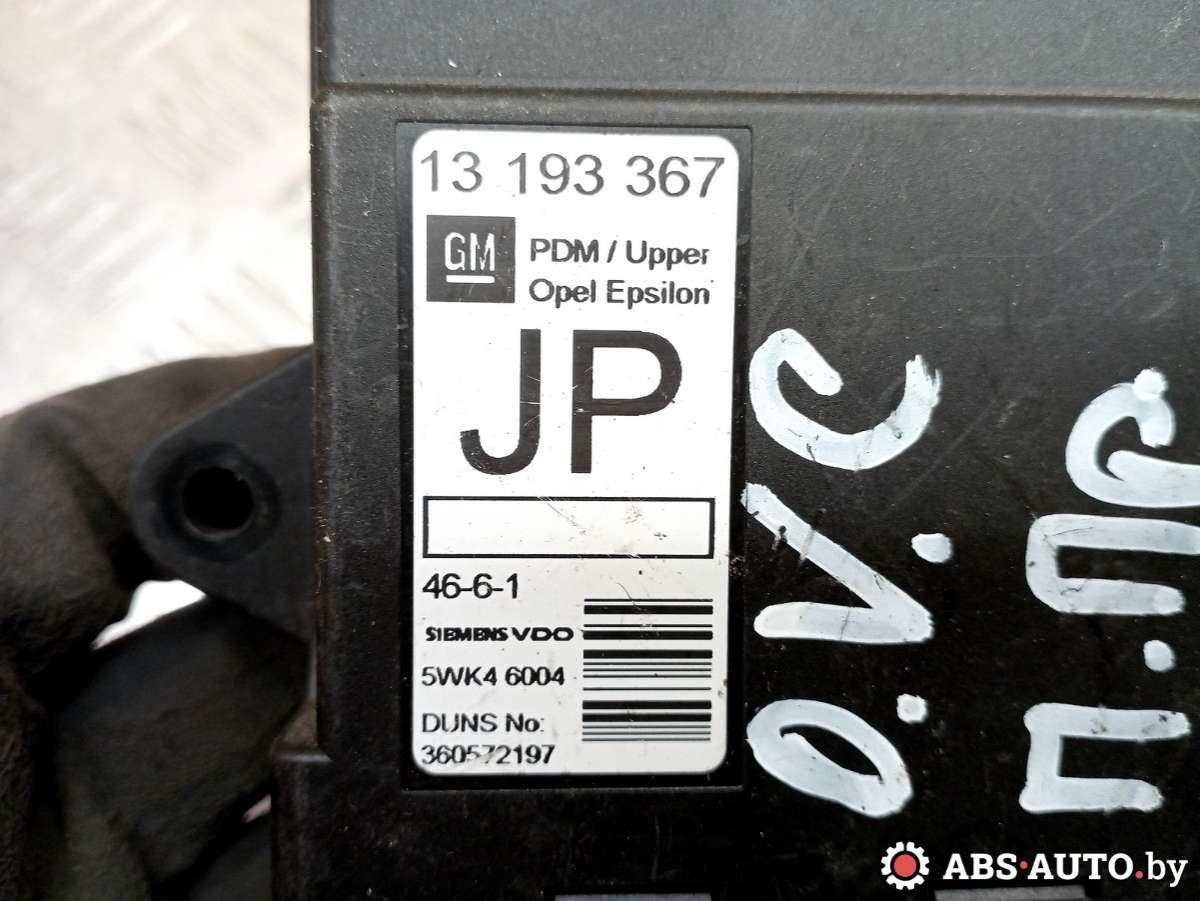 13 193 367
GM
PDM / Upper
Opel Epsilon
JP
46-6-1
SIEMENS VDO
5WK4 6004
DUNS No:
360572197
O.V.C
ABS·AUTO.by